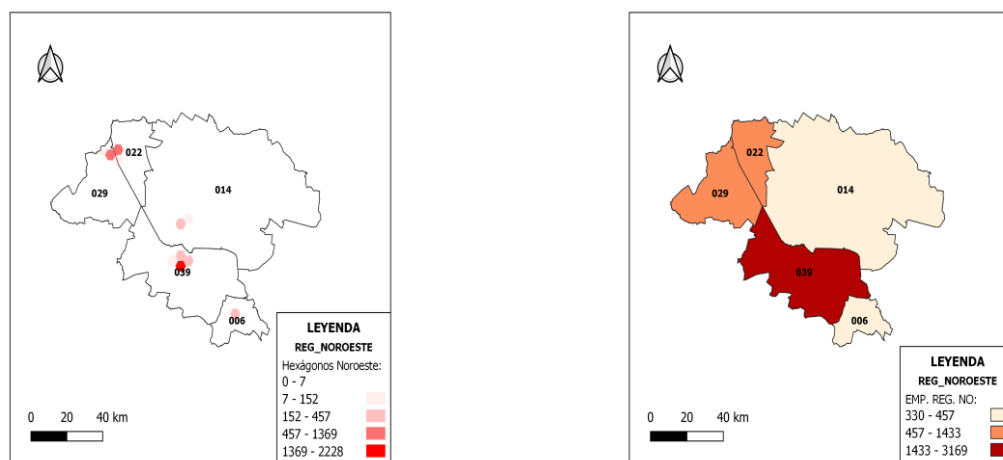 022
029
014
039
006
LEYENDA
REG_NOROESTE
Hexágonos Noroeste:
0 - 7
7 - 152
152 - 457
457 - 1369
1369 - 2228
0 20 40 km
022
029
014
039
006
LEYENDA
REG_NOROESTE
EMP. REG. NO:
330 - 457
457 - 1433
1433 - 3169
0 20 40 km